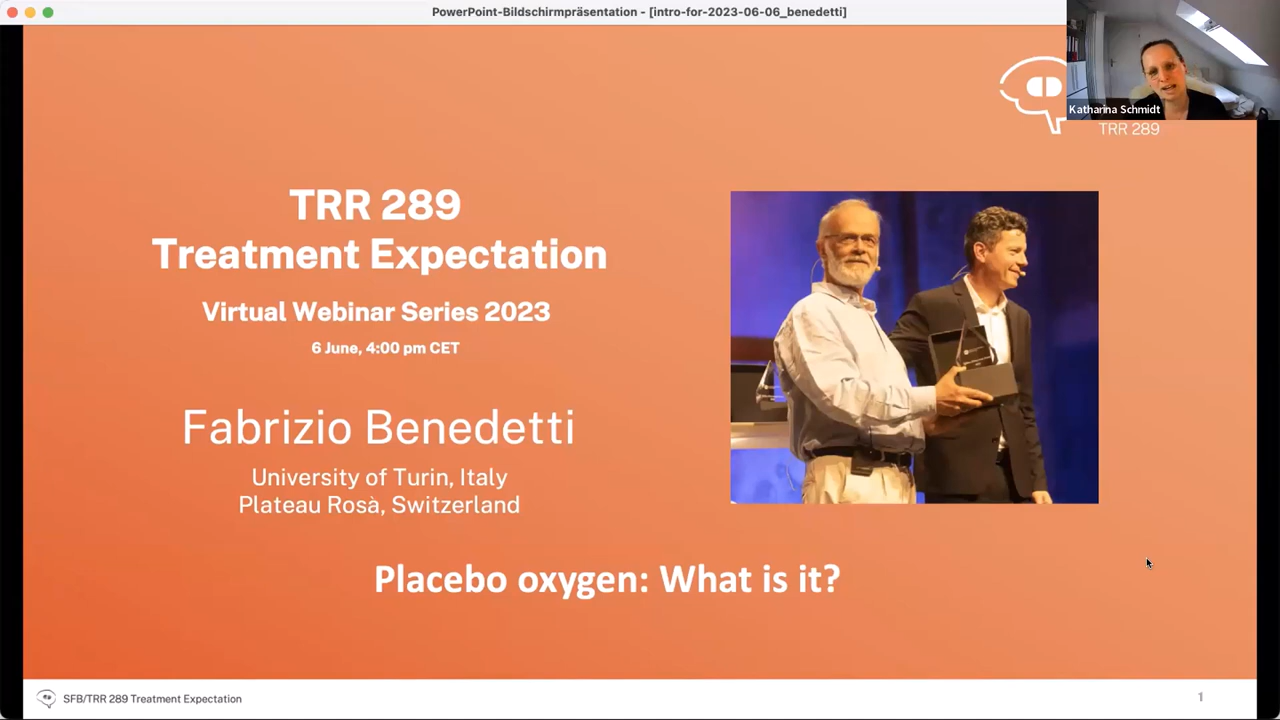 PowerPoint-Bildschirmpräsentation - [intro-for-2023-06-06_benedetti]
Katharina Schmidt
TRR 289
TRR 289
Treatment Expectation
Virtual Webinar Series 2023
6 June, 4:00 pm CET
Fabrizio Benedetti
University of Turin, Italy
Plateau Rosà, Switzerland
Placebo oxygen: What is it?
SFB/TRR 289 Treatment Expectation
1